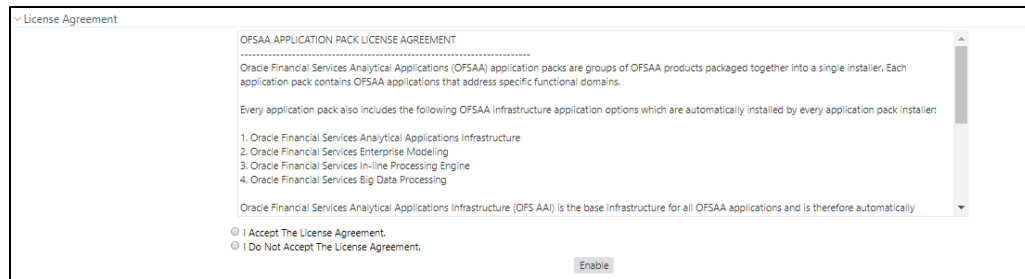 License Agreement
OFSAA APPLICATION PACK LICENSE AGREEMENT
------------------------------------------------------------------------
Oracle Financial Services Analytical Applications (OFSAA) application packs are groups of OFSAA products packaged together into a single installer. Each
application pack contains OFSAA applications that address specific functional domains.
Every application pack also includes the following OFSAA infrastructure application options which are automatically installed by every application pack installer:
1. Oracle Financial Services Analytical Applications Infrastructure
2. Oracle Financial Services Enterprise Modeling
3. Oracle Financial Services In-line Processing Engine
4. Oracle Financial Services Big Data Processing
Oracle Financial Services Analytical Applications Infrastructure (OFS AAI) is the base infrastructure for all OFSAA applications and is therefore automatically
I Accept The License Agreement.
I Do Not Accept The License Agreement.
Enable